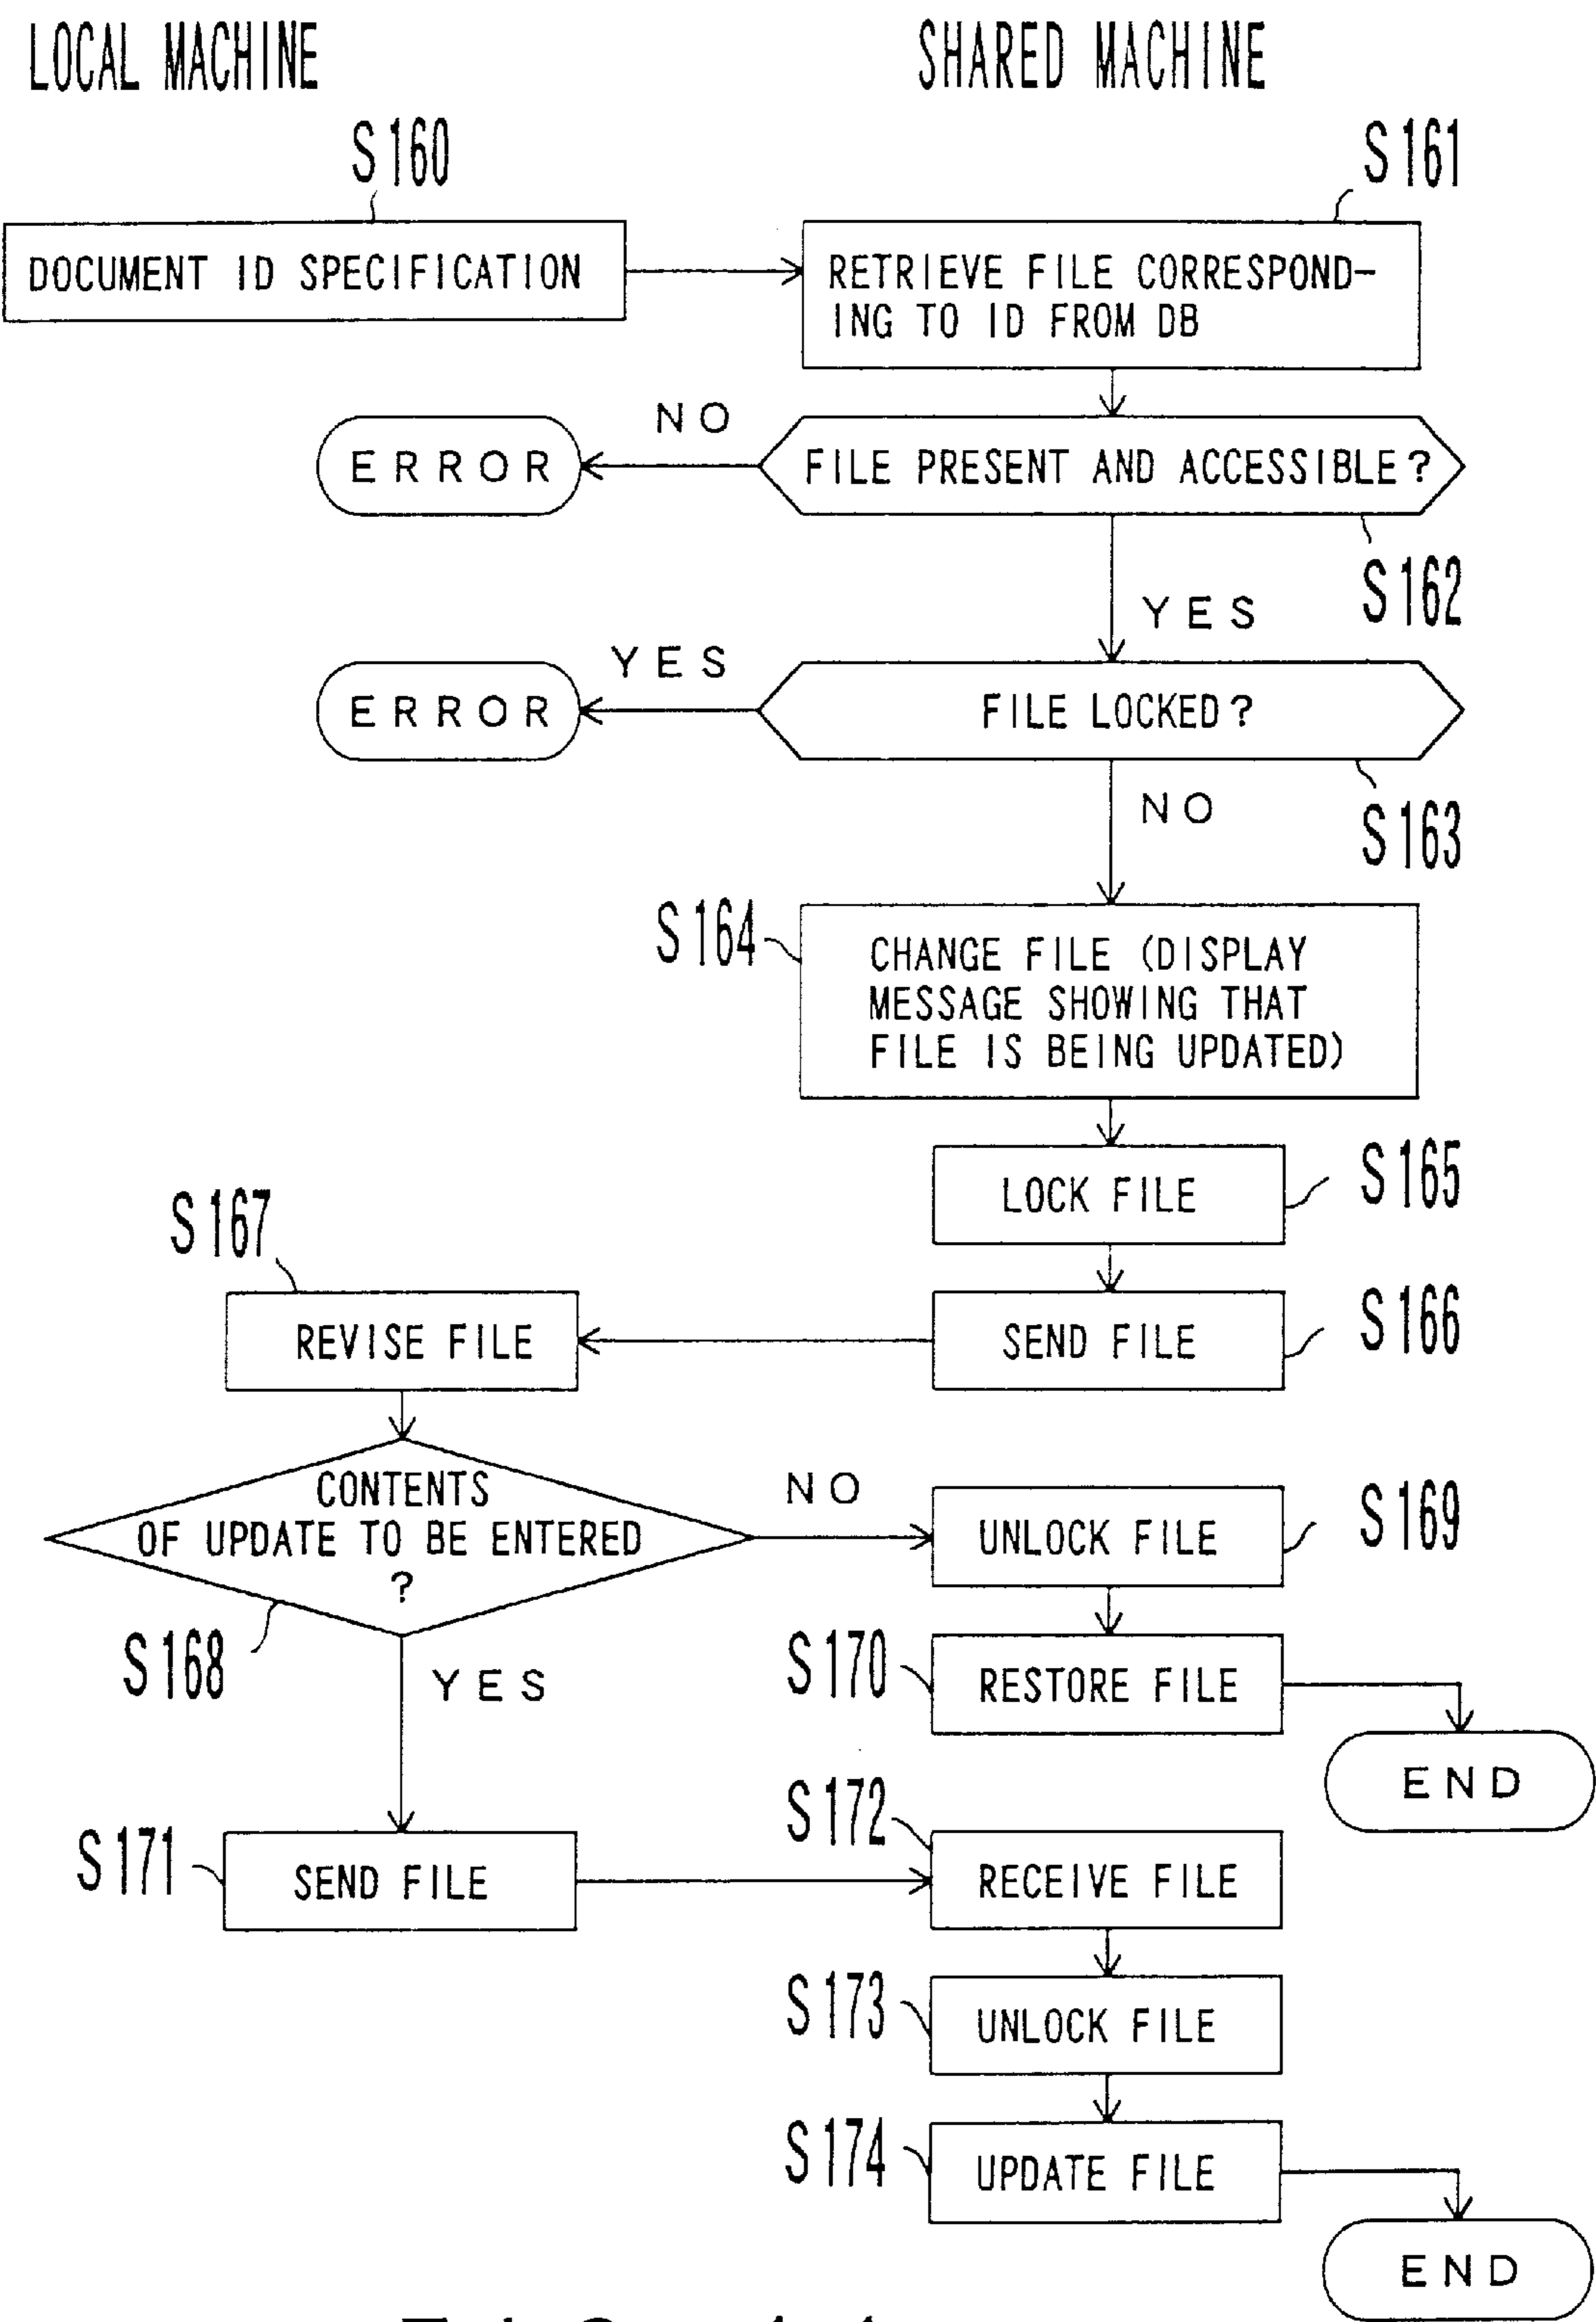 LOCAL MACHINE
SHARED MACHINE
S160
S161
DOCUMENT ID SPECIFICATION
RETRIEVE FILE CORRESPOND-
ING TO ID FROM DB
NO
ERROR
FILE PRESENT AND ACCESSIBLE?
S162
YES
YES
ERROR
FILE LOCKED?
NO
S163
S164
CHANGE FILE (DISPLAY
MESSAGE SHOWING THAT
FILE IS BEING UPDATED)
LOCK FILE
S165
S167
REVISE FILE
SEND FILE
S166
CONTENTS
OF UPDATE TO BE ENTERED
?
NO
UNLOCK FILE
S169
S168
YES
S170
RESTORE FILE
END
S171
SEND FILE
S172
RECEIVE FILE
S173
UNLOCK FILE
S174
UPDATE FILE
END